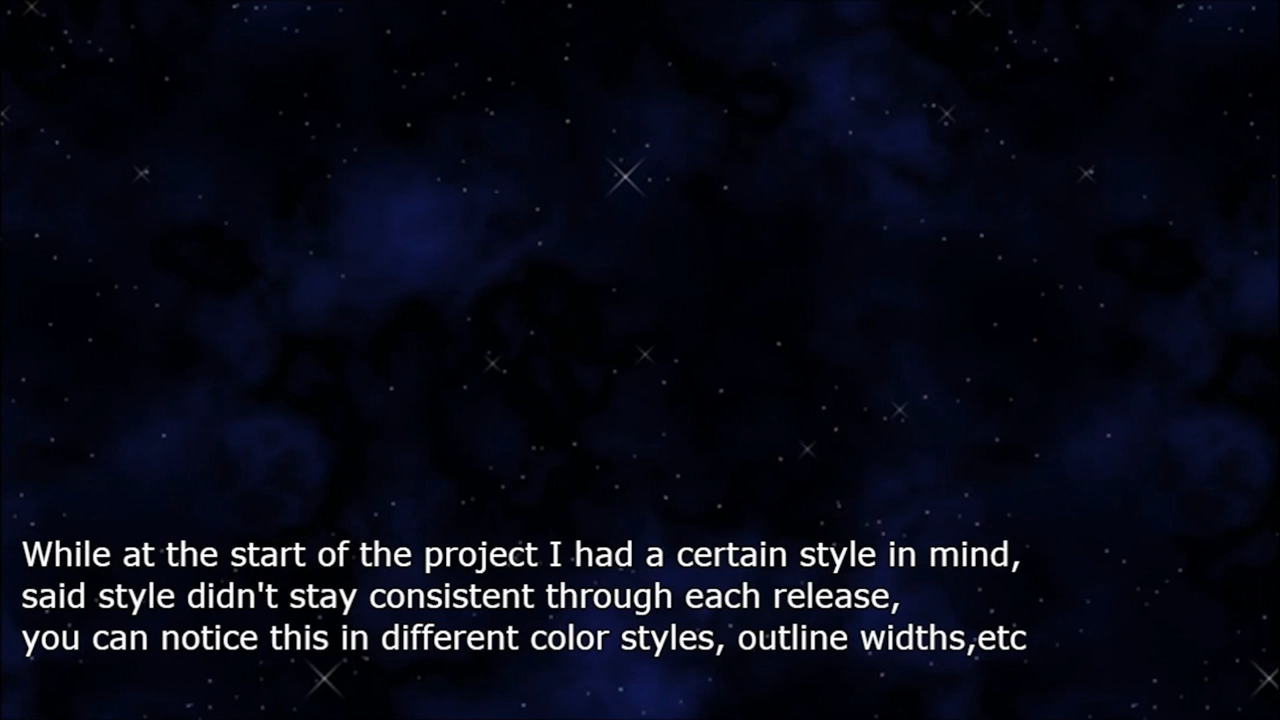 While at the start of the project I had a certain style in mind,
said style didn't stay consistent through each release,
you can notice this in different color styles, outline widths,etc